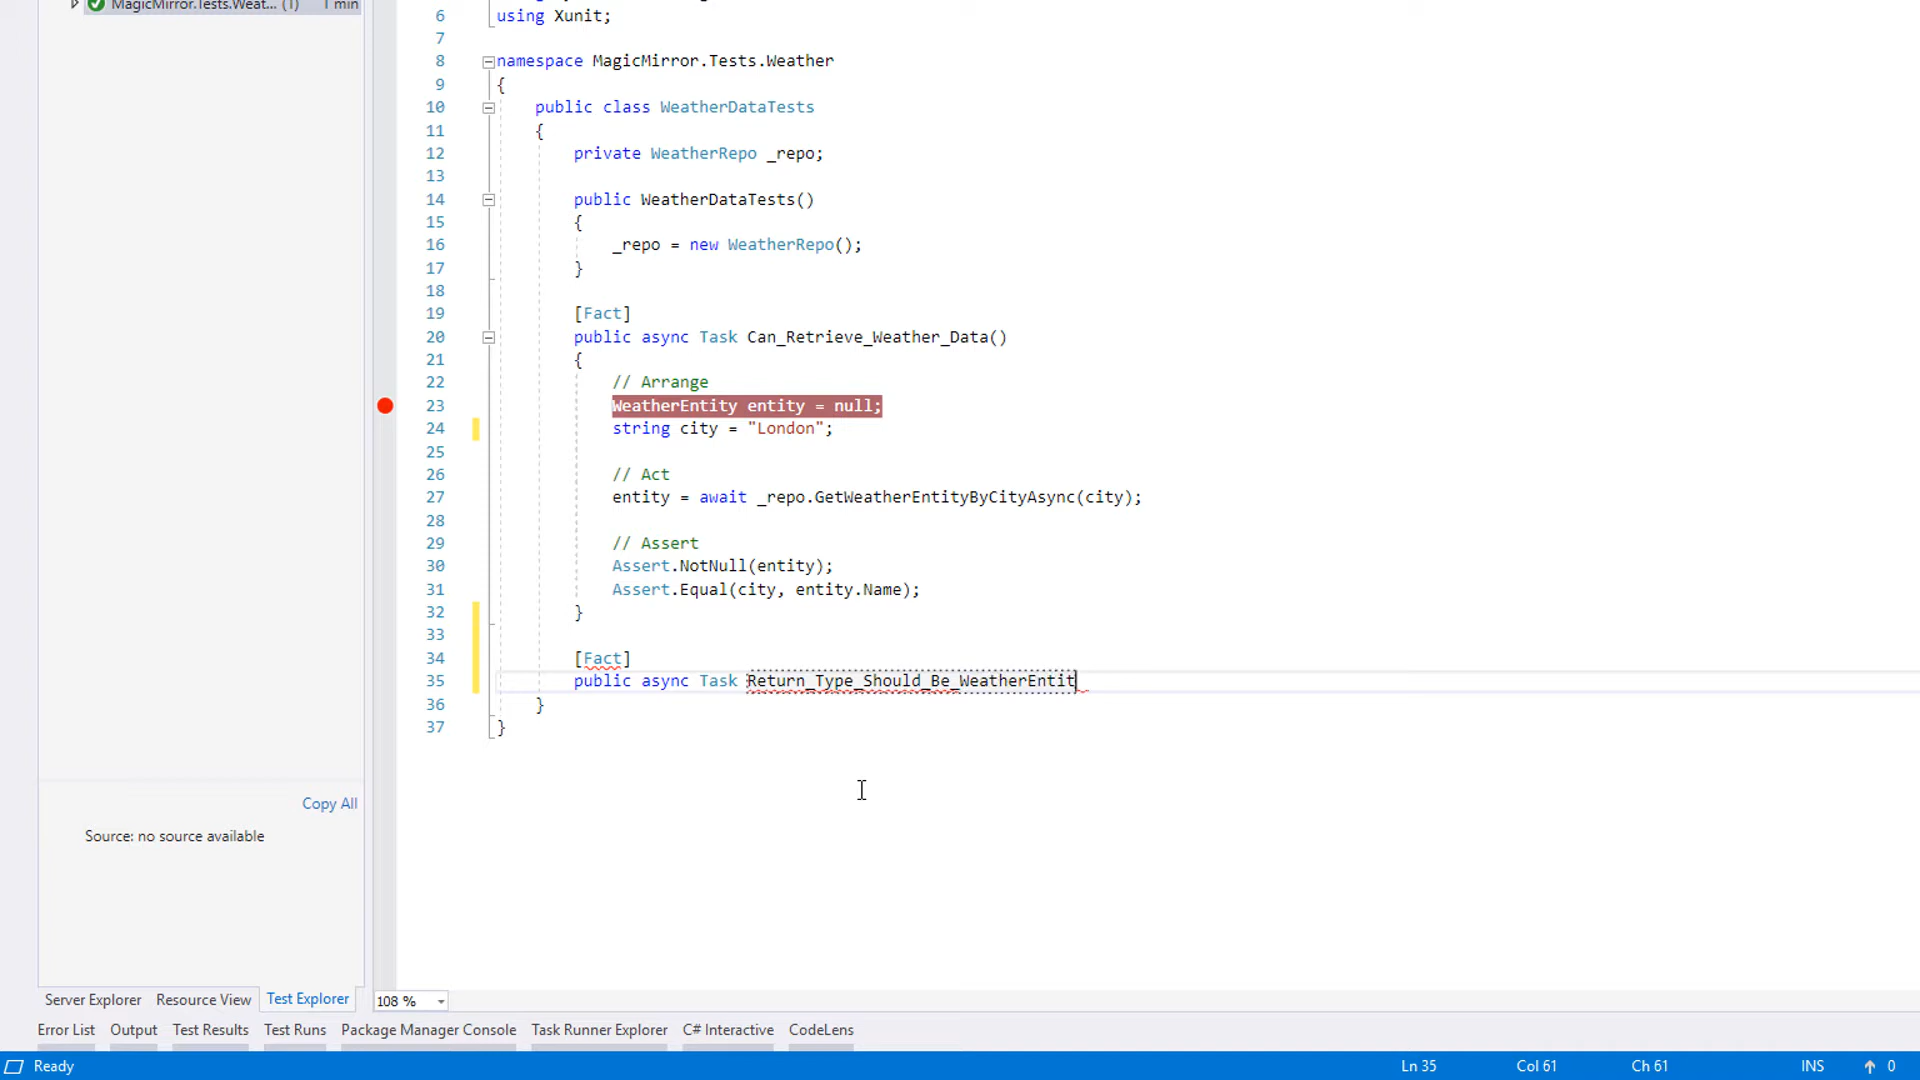 MagicMirror.Tests.Weat... (1) 1 min
6 using Xunit;
7
8 namespace MagicMirror.Tests.Weather
9 {
10 public class WeatherDataTests
11 {
12 private WeatherRepo _repo;
13
14 public WeatherDataTests()
15 {
16 _repo = new WeatherRepo();
17 }
18
19 [Fact]
20 public async Task Can_Retrieve_Weather_Data()
21 {
22 // Arrange
23 WeatherEntity entity = null;
24 string city = "London";
25
26 // Act
27 entity = await _repo.GetWeatherEntityByCityAsync(city);
28
29 // Assert
30 Assert.NotNull(entity);
31 Assert.Equal(city, entity.Name);
32 }
33
34 [Fact]
35 public async Task Return_Type_Should_Be_WeatherEntit
36 }
37 }
Copy All
Source: no source available
Server Explorer Resource View Test Explorer 108 %
Error List Output Test Results Test Runs Package Manager Console Task Runner Explorer C# Interactive CodeLens
Ready Ln 35 Col 61 Ch 61 INS 0